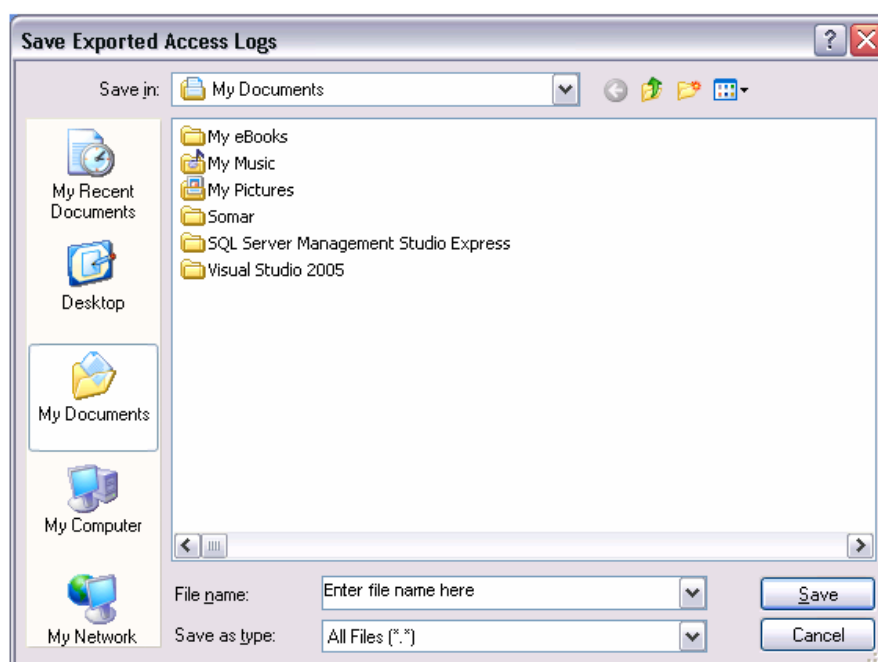 Save Exported Access Logs
Save in:
My Documents
My Recent
Documents
Desktop
My Documents
My Computer
My Network
My eBooks
My Music
My Pictures
Somar
SQL Server Management Studio Express
Visual Studio 2005
File name:
Enter file name here
Save
Save as type:
All Files (*.*)
Cancel